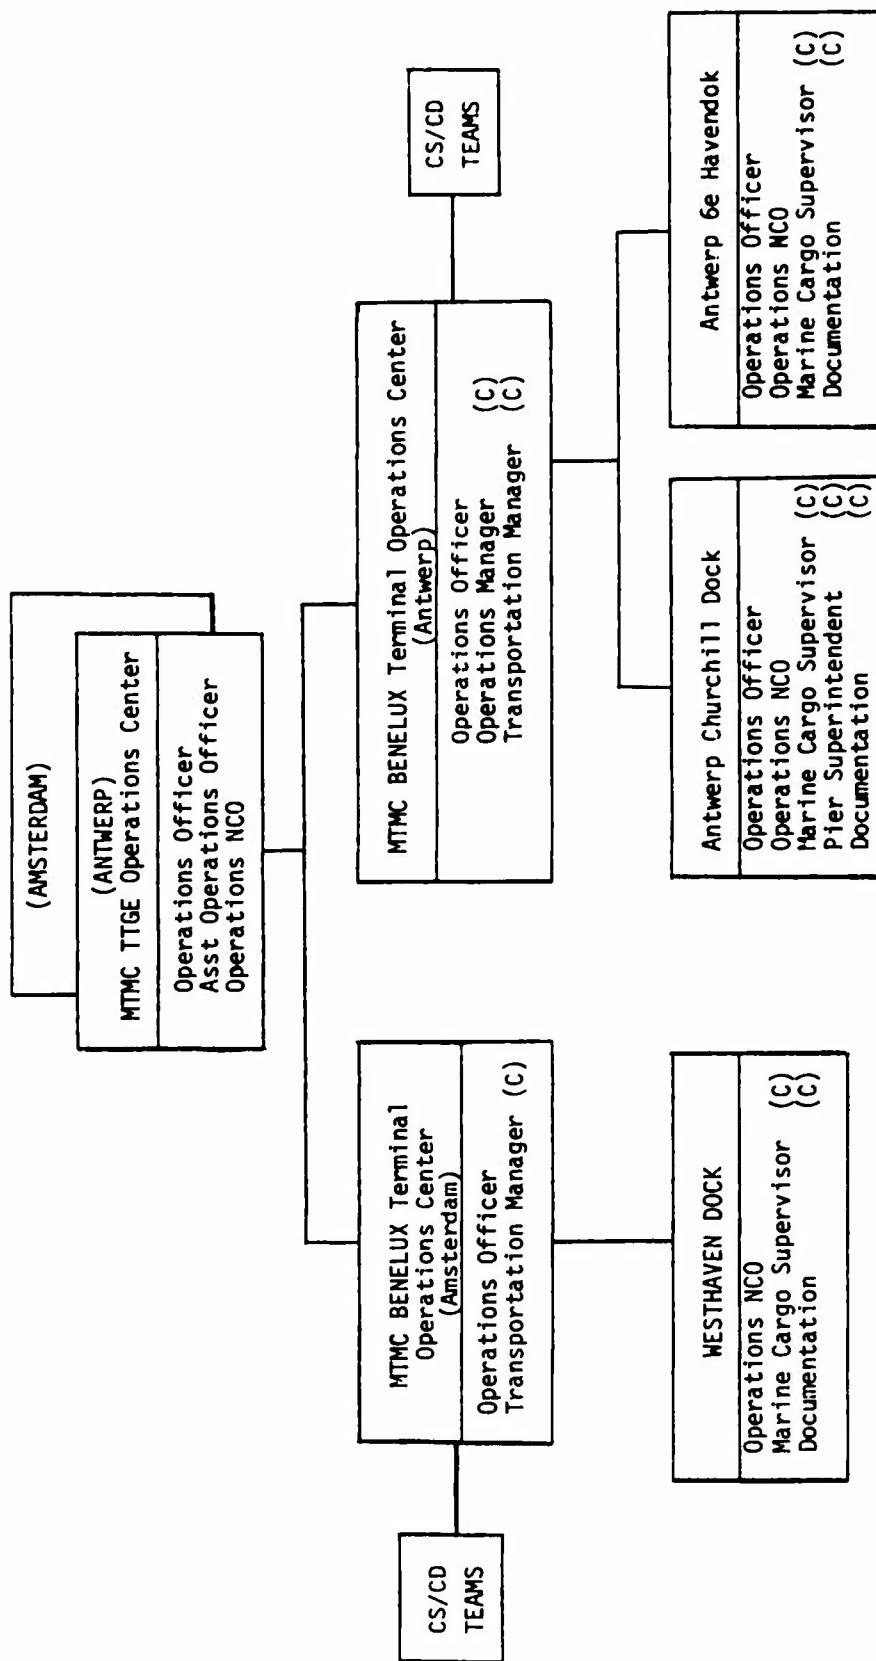 (AMSTERDAM)
(ANTWERP)
MTMC TTGE Operations Center
Operations Officer
Asst Operations Officer
Operations NCO
CS/CD
TEAMS
MTMC BENELUX Terminal
Operations Center
(Amsterdam)
Operations Officer
Transportation Manager (C)
MTMC BENELUX Terminal Operations Center
(Antwerp)
Operations Officer
Operations Manager (C)
Transportation Manager (C)
CS/CD
TEAMS
WESTHAVEN DOCK
Operations NCO
Marine Cargo Supervisor (C)
Documentation (C)
Antwerp Churchill Dock
Operations Officer
Operations NCO
Marine Cargo Supervisor (C)
Pier Superintendent (C)
Documentation (C)
Antwerp 6e Havendok
Operations Officer
Operations NCO
Marine Cargo Supervisor (C)
Documentation (C)